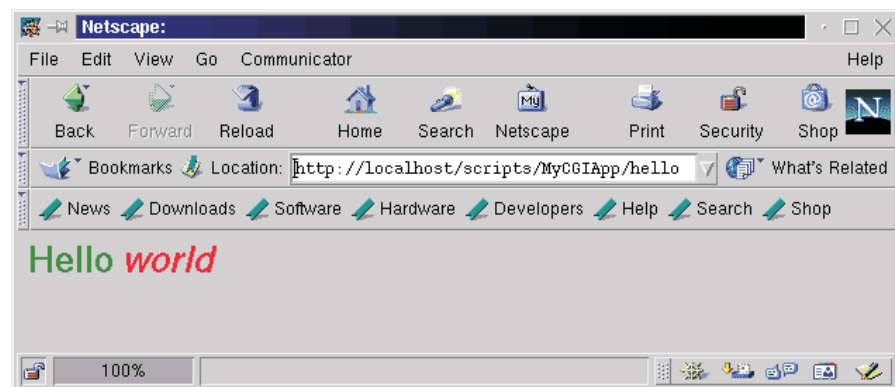 Netscape:
File Edit View Go Communicator Help
My N
Back Forward Reload Home Search Netscape Print Security Shop
Bookmarks Location: http://localhost/scripts/MyCGIApp/hello What's Related
News Downloads Software Hardware Developers Help Search Shop
Hello world
100%